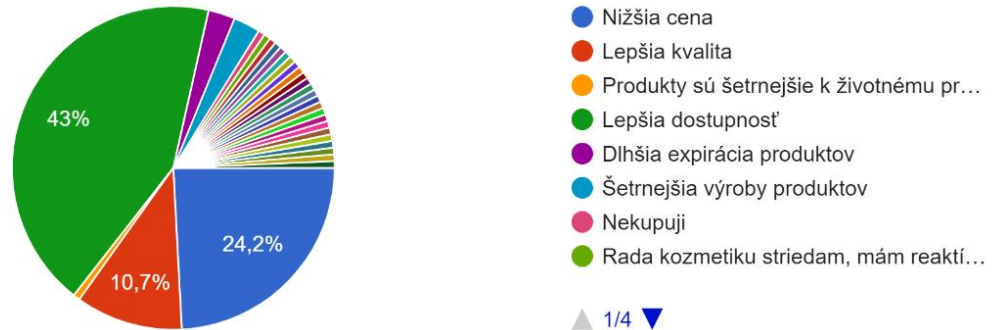 43%
10,7%
24,2%
Nižšia cena
Lepšia kvalita
Produkty sú šetrnejšie k životnému pr…
Lepšia dostupnosť
Dlhšia expirácia produktov
Šetrnejšia výroby produktov
Nekupuji
Rada kozmetiku striedam, mám reaktí…
1/4